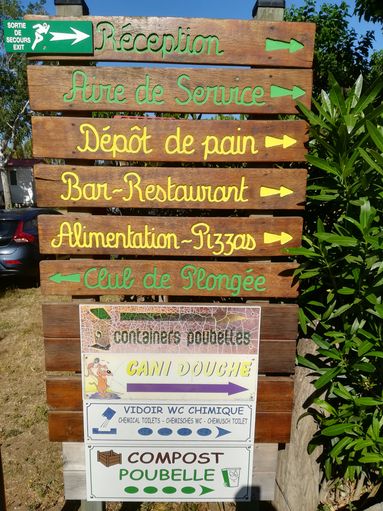 SORTIE
DE SECOURS
EXIT
Réception
Aire de Service
Dépôt de pain
Bar-Restaurant
Alimentation-Pizzas
Club de Plongée
containers poubelles
CANI DOUCHE
VIDOIR WC CHIMIQUE
CHEMICAL TOILETS - CHEMISCHES WC - CHEMISCH TOILET
COMPOST
POUBELLE